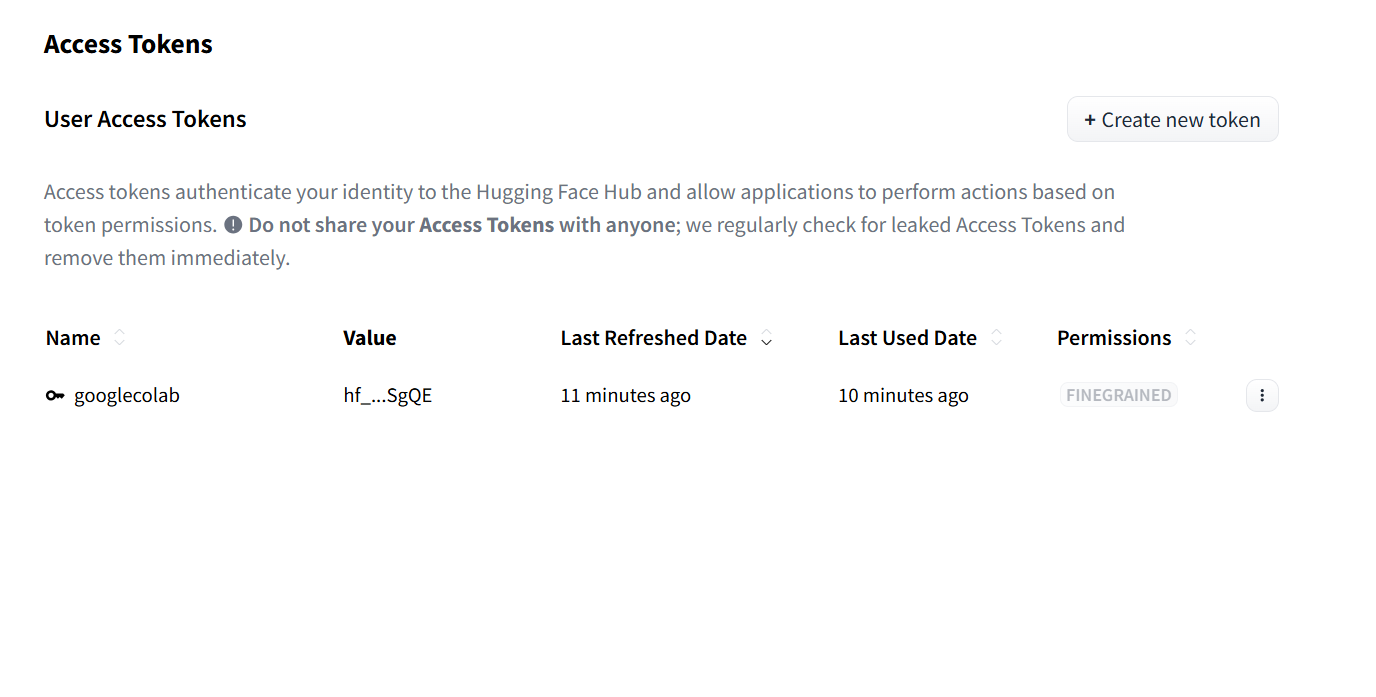 Access Tokens
User Access Tokens
+ Create new token
Access tokens authenticate your identity to the Hugging Face Hub and allow applications to perform actions based on
token permissions. Do not share your Access Tokens with anyone; we regularly check for leaked Access Tokens and
remove them immediately.
Name Value Last Refreshed Date Last Used Date Permissions
googlecolab hf_...SgQE 11 minutes ago 10 minutes ago FINEGRAINED